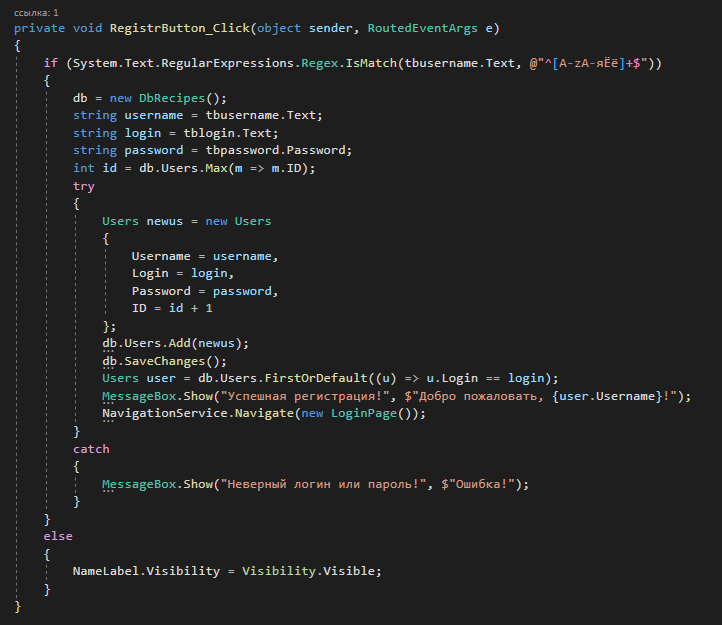 ссылка: 1
private void RegistrButton_Click(object sender, RoutedEventArgs e)
{
if (System.Text.RegularExpressions.Regex.IsMatch(tbusername.Text, @"^[A-zА-яЁё]+$"))
{
db = new DbRecipes();
string username = tbusername.Text;
string login = tblogin.Text;
string password = tbpassword.Password;
int id = db.Users.Max(m => m.ID);
try
{
Users newus = new Users
{
Username = username,
Login = login,
Password = password,
ID = id + 1
};
db.Users.Add(newus);
db.SaveChanges();
Users user = db.Users.FirstOrDefault((u) => u.Login == login);
MessageBox.Show("Успешная регистрация!", $"Добро пожаловать, {user.Username}!");
NavigationService.Navigate(new LoginPage());
}
catch
{
MessageBox.Show("Неверный логин или пароль!", $"Ошибка!");
}
}
else
{
NameLabel.Visibility = Visibility.Visible;
}
}